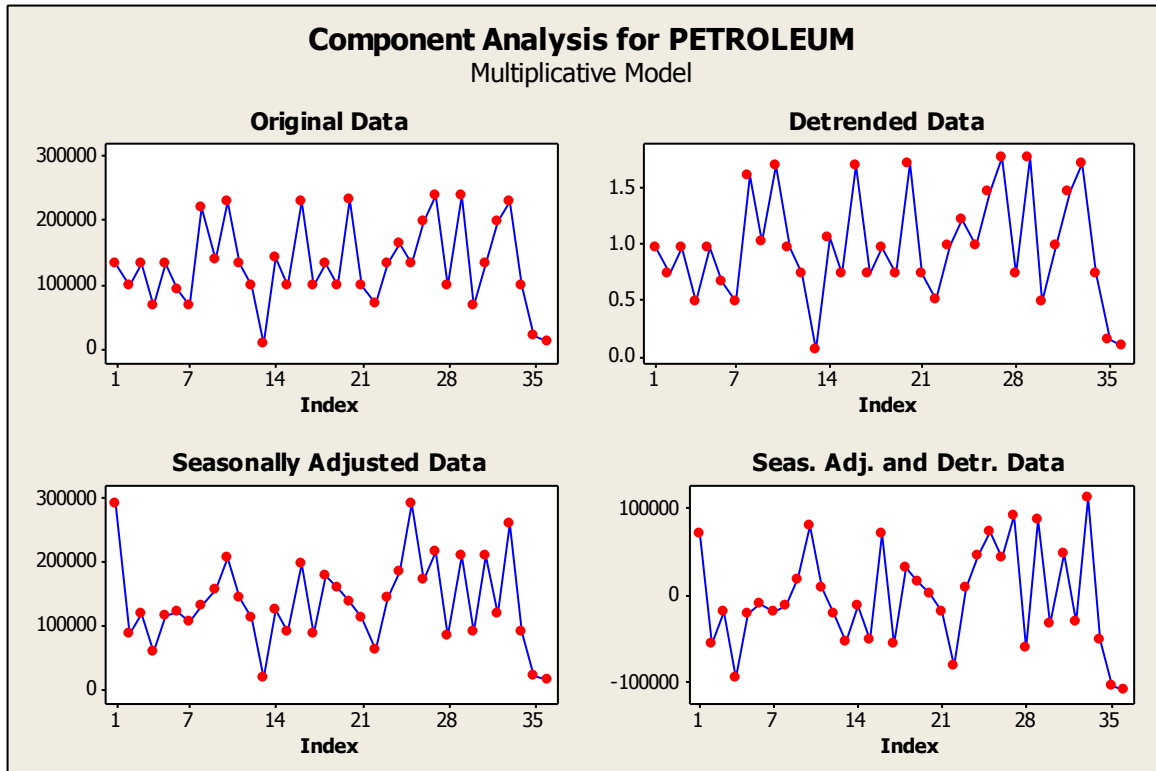 Component Analysis for PETROLEUM
Multiplicative Model
Original Data
300000
200000
100000
0
1 7 14 21 28 35
Index
Detrended Data
1.5
1.0
0.5
0.0
1 7 14 21 28 35
Index
Seasonally Adjusted Data
300000
200000
100000
0
1 7 14 21 28 35
Index
Seas. Adj. and Detr. Data
100000
0
-100000
1 7 14 21 28 35
Index